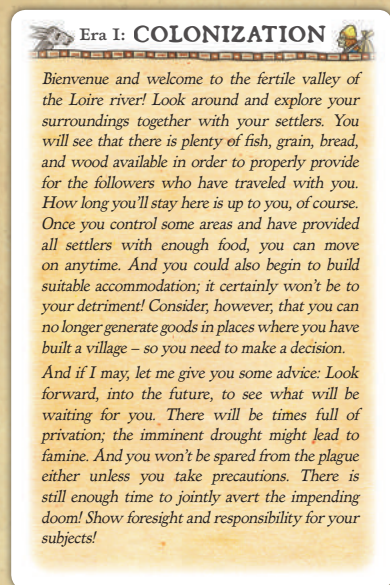 Era I: COLONIZATION
Bienvenue and welcome to the fertile valley of
the Loire river! Look around and explore your
surroundings together with your settlers. You
will see that there is plenty of fish, grain, bread,
and wood available in order to properly provide
for the followers who have traveled with you.
How long you'll stay here is up to you, of course.
Once you control some areas and have provided
all settlers with enough food, you can move
on anytime. And you could also begin to build
suitable accommodation; it certainly won't be to
your detriment! Consider, however, that you can
no longer generate goods in places where you have
built a village – so you need to make a decision.
And if I may, let me give you some advice: Look
forward, into the future, to see what will be
waiting for you. There will be times full of
privation; the imminent drought might lead to
famine. And you won't be spared from the plague
either unless you take precautions. There is
still enough time to jointly avert the impending
doom! Show foresight and responsibility for your
subjects!